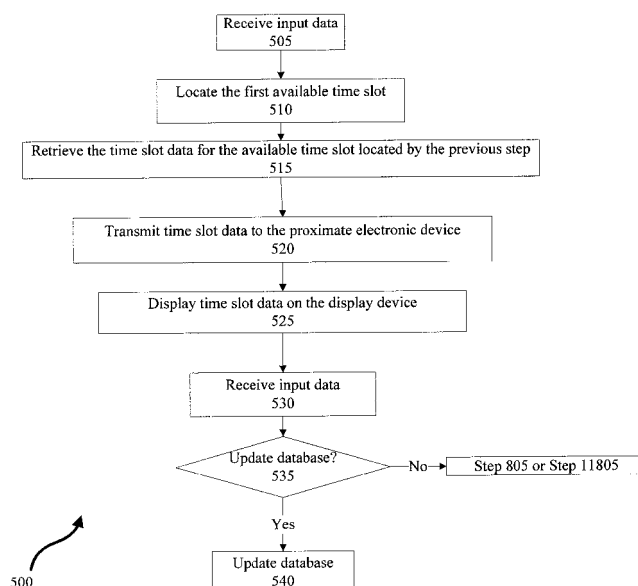 Receive input data
505
Locate the first available time slot
510
Retrieve the time slot data for the available time slot located by the previous step
515
Transmit time slot data to the proximate electronic device
520
Display time slot data on the display device
525
Receive input data
530
Update database?
535
No
Step 805 or Step 11805
Yes
Update database
540
500